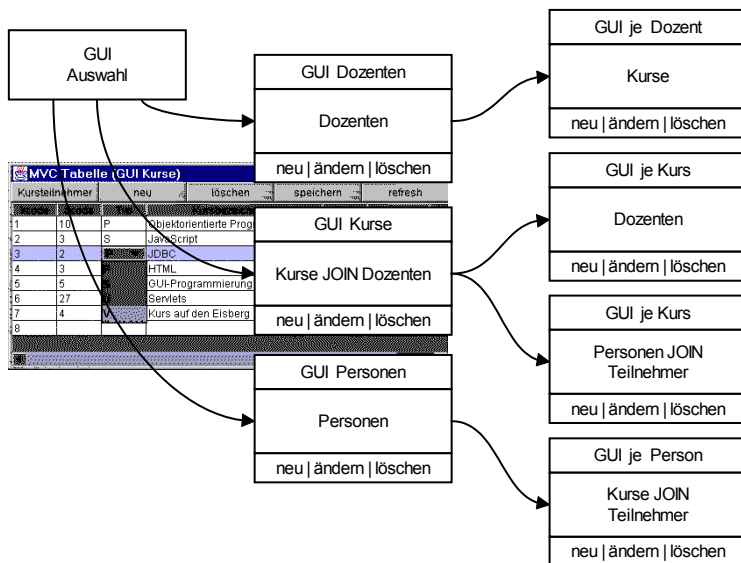 GUI
Auswahl
GUI Dozenten
Dozenten
neu | ändern | löschen
GUI je Dozent
Kurse
neu | ändern | löschen
MVC Tabelle (GUI Kurse)
Kursteilnehmer neu löschen speichern refresh
1 10 P Objektorientierte Prog
2 3 S JavaScript
3 2 P JDBC
4 3 HTML
5 5 GUI-Programmierung
6 27 Servlets
7 4 V Kurs auf den Eisberg
8
GUI Kurse
Kurse JOIN Dozenten
neu | ändern | löschen
GUI je Kurs
Dozenten
neu | ändern | löschen
GUI je Kurs
Personen JOIN
Teilnehmer
neu | ändern | löschen
GUI Personen
Personen
neu | ändern | löschen
GUI je Person
Kurse JOIN
Teilnehmer
neu | ändern | löschen